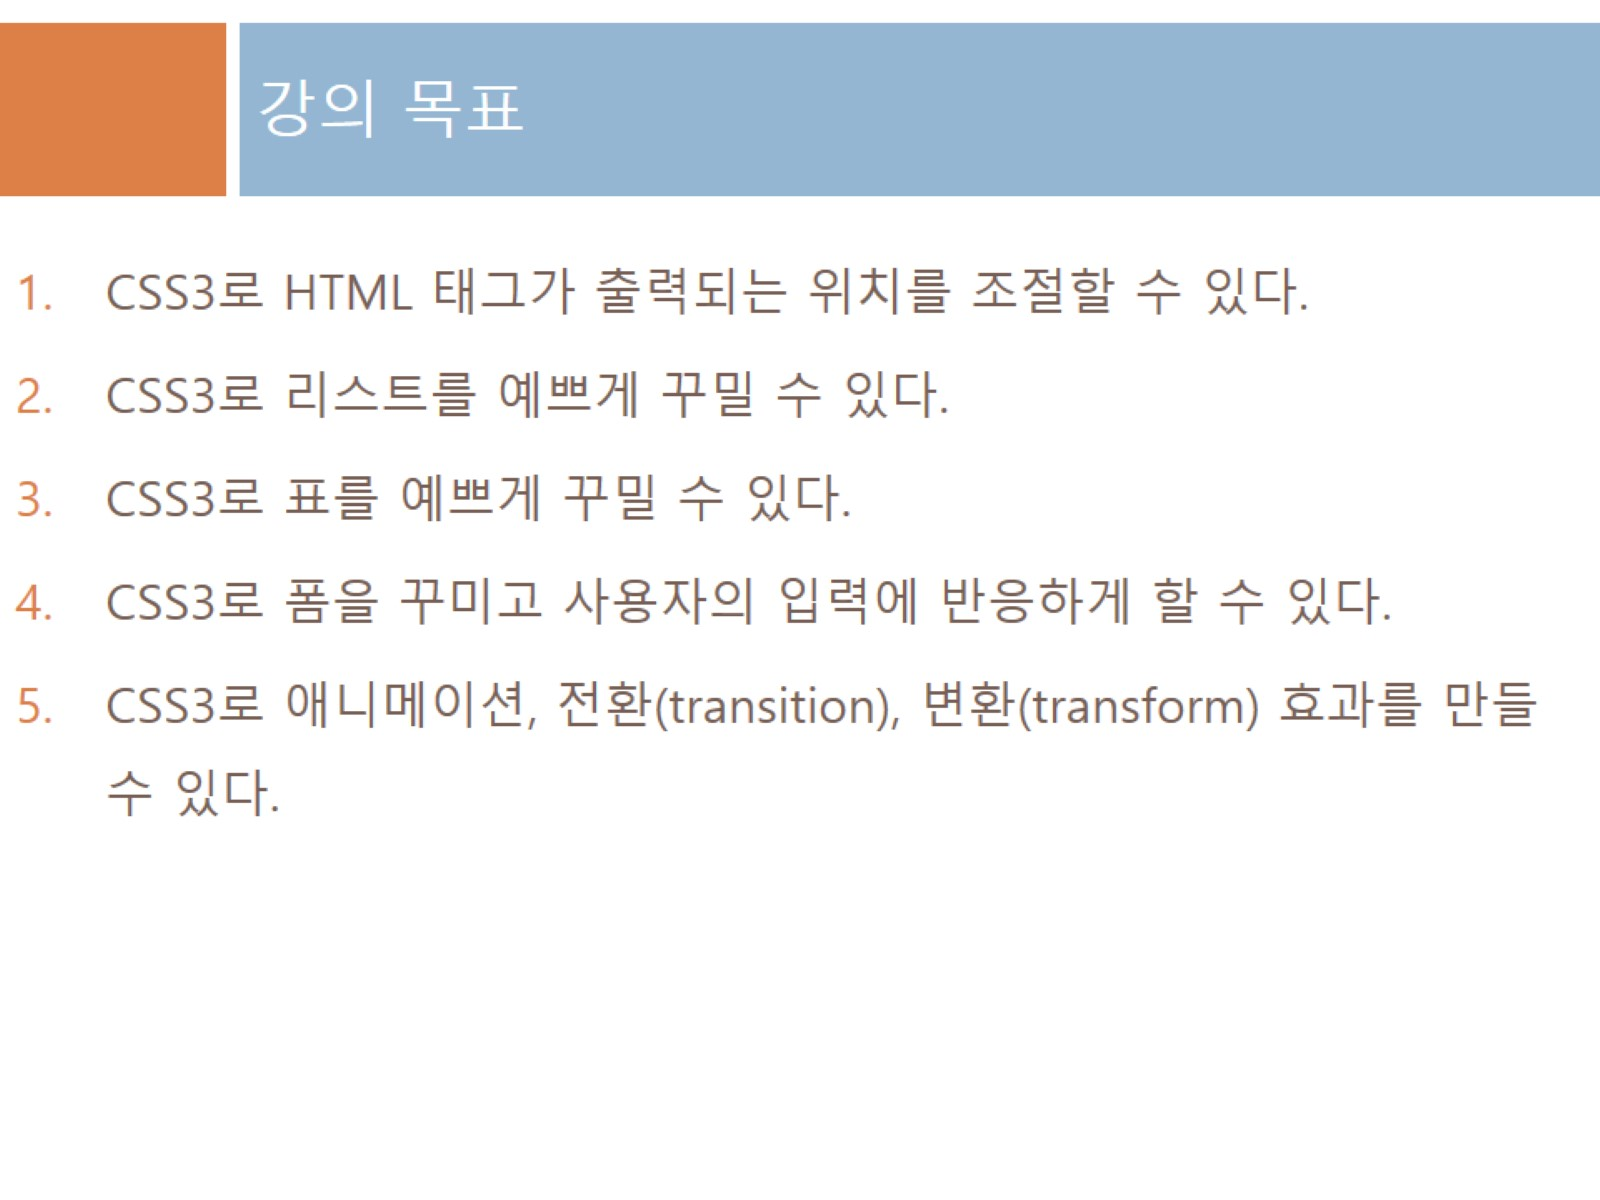 강의 목표
1. CSS3로 HTML 태그가 출력되는 위치를 조절할 수 있다.
2. CSS3로 리스트를 예쁘게 꾸밀 수 있다.
3. CSS3로 표를 예쁘게 꾸밀 수 있다.
4. CSS3로 폼을 꾸미고 사용자의 입력에 반응하게 할 수 있다.
5. CSS3로 애니메이션, 전환(transition), 변환(transform) 효과를 만들
수 있다.